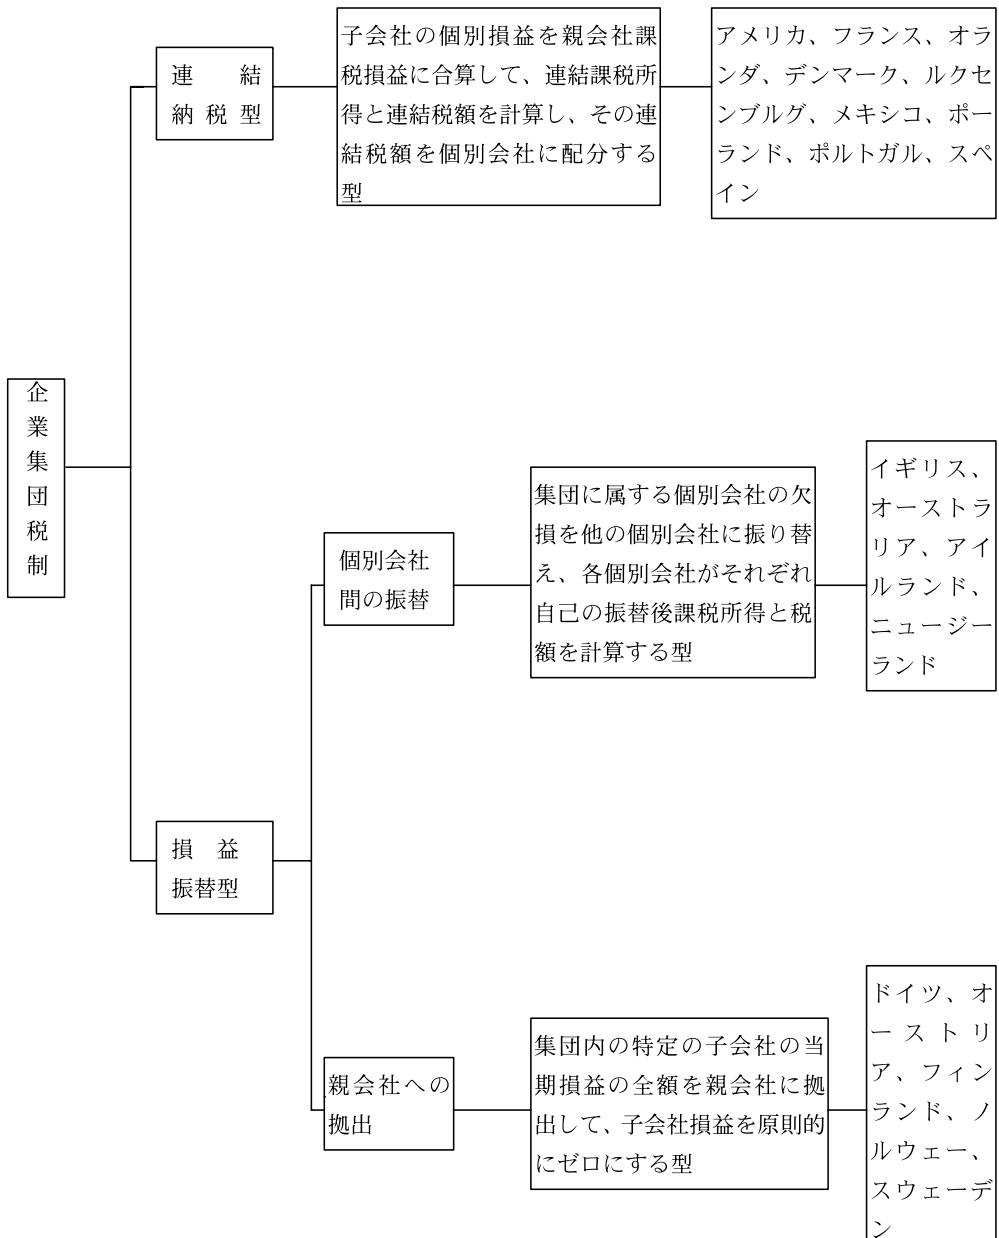 企業集団税制
連　　結
納 税 型
子会社の個別損益を親会社課
税損益に合算して、連結課税所
得と連結税額を計算し、その連
結税額を個別会社に配分する
型
アメリカ、フランス、オラ
ンダ、デンマーク、ルクセ
ンブルグ、メキシコ、ポー
ランド、ポルトガル、スペ
イン
損　益
振替型
個別会社
間の振替
集団に属する個別会社の欠
損を他の個別会社に振り替
え、各個別会社がそれぞれ
自己の振替後課税所得と税
額を計算する型
イギリス、
オーストラ
リア、アイ
ルランド、
ニュージー
ランド
親会社への
拠出
集団内の特定の子会社の当
期損益の全額を親会社に拠
出して、子会社損益を原則的
にゼロにする型
ドイツ、オ
ーストリ
ア、フィン
ランド、ノ
ルウェー、
スウェーデ
ン